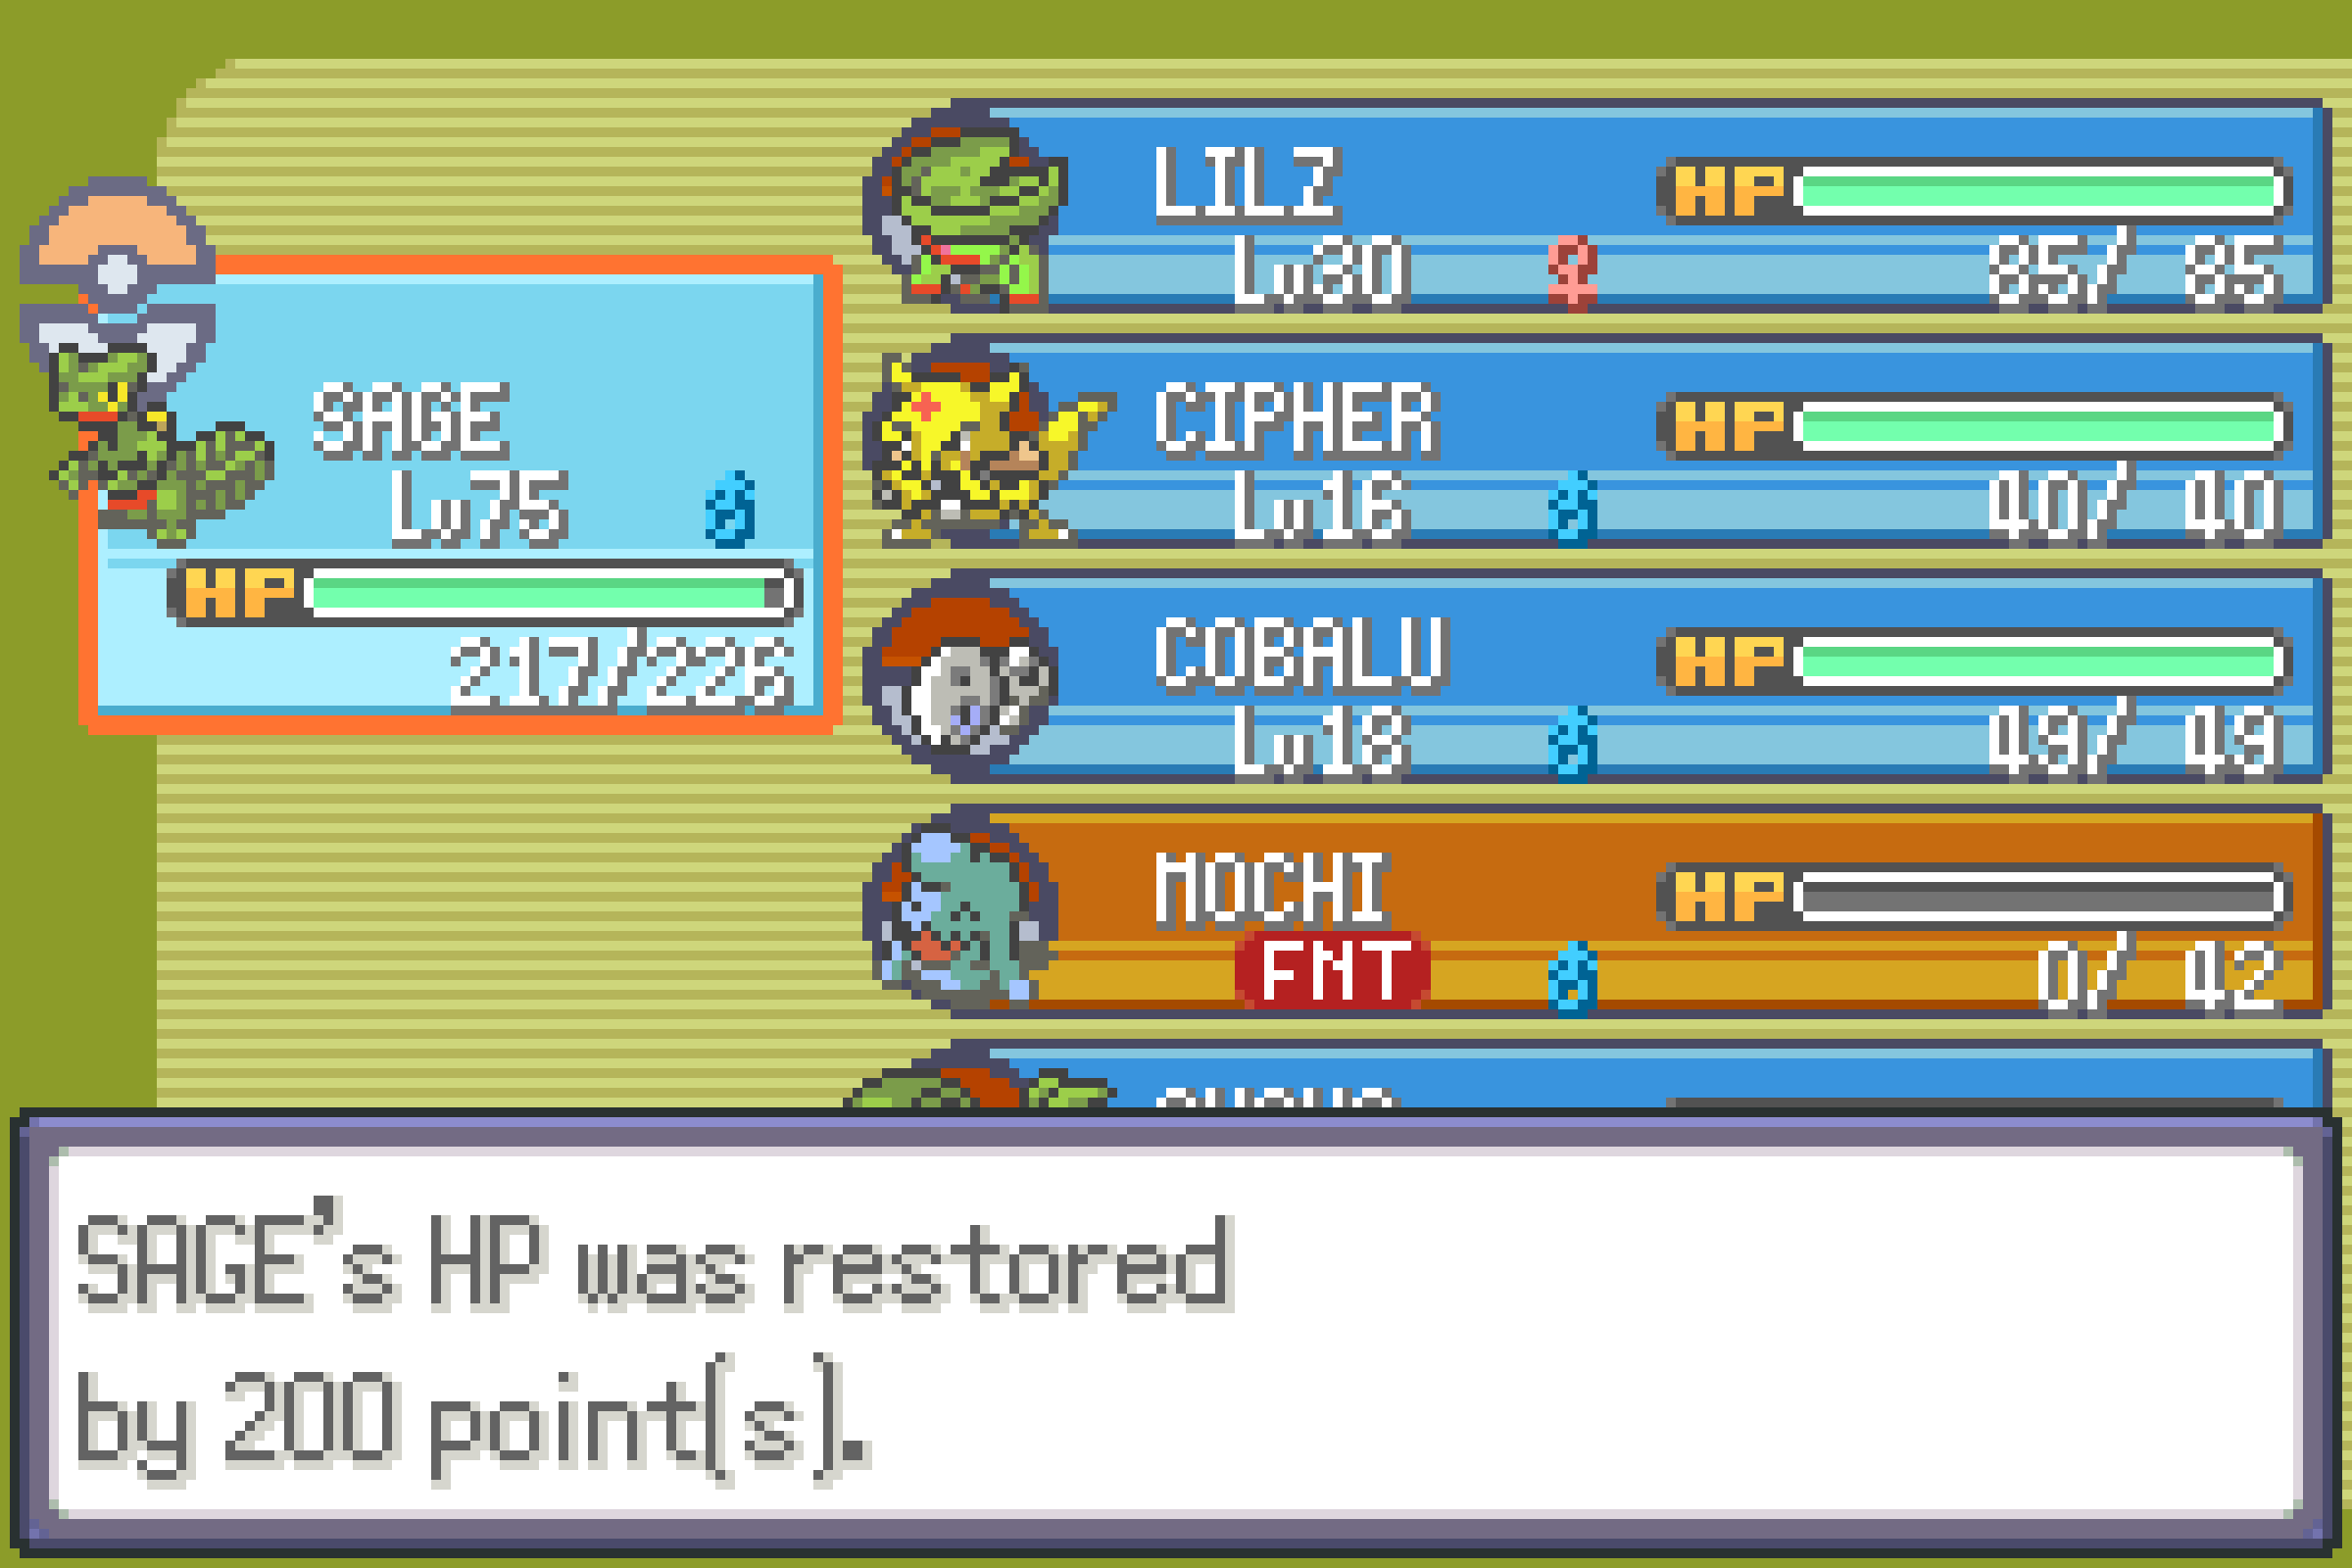 SAGE
Lv75
HP
217/226
LILZ
Lv30
HP
85/ 85
CIPHER
Lv16
HP
40/ 40
COBALU
Lv18
HP
49/ 49
MOCHI
FNT
HP
0/ 42
SAGE's HP was restored
by 200 point(s).